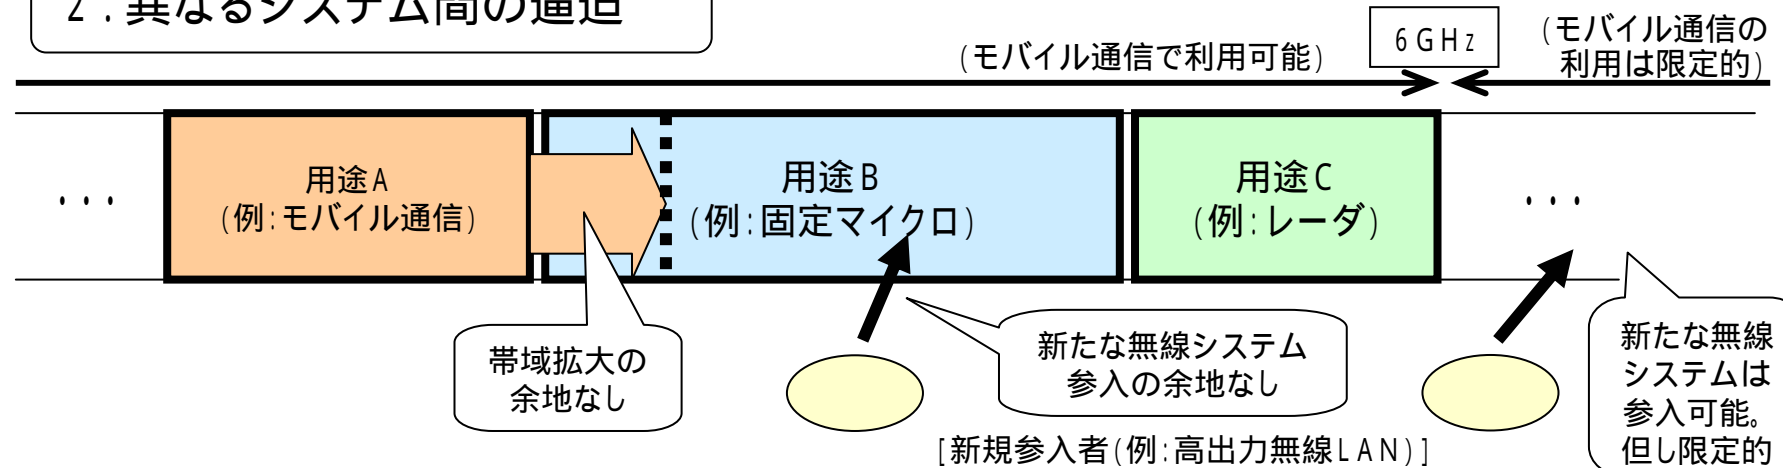 2．異なるシステム間の逼迫
(モバイル通信で利用可能)
6GHz
(モバイル通信の
利用は限定的)
･･･
用途A
(例:モバイル通信)
用途B
(例:固定マイクロ)
用途C
(例:レーダ)
･･･
帯域拡大の
余地なし
新たな無線システム
参入の余地なし
新たな無線
システムは
参入可能。
但し限定的
[新規参入者(例:高出力無線LAN)]